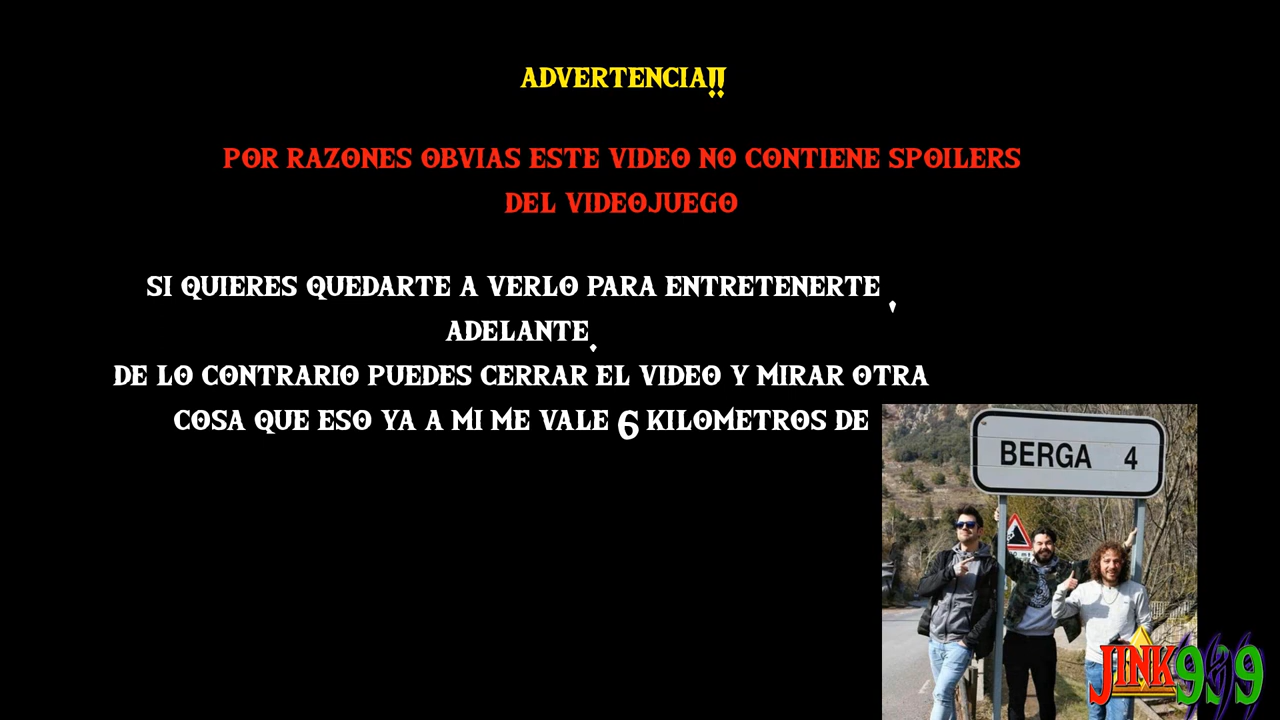 ADVERTENCIA!!
POR RAZONES OBVIAS ESTE VIDEO NO CONTIENE SPOILERS
DEL VIDEOJUEGO
SI QUIERES QUEDARTE A VERLO PARA ENTRETENERTE ,
ADELANTE.
DE LO CONTRARIO PUEDES CERRAR EL VIDEO Y MIRAR OTRA
COSA QUE ESO YA A MI ME VALE 6 KILOMETROS DE
BERGA 4
JINK999